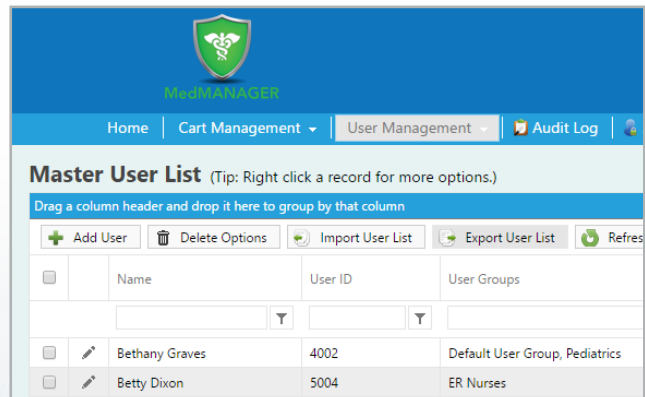 MedMANAGER
Home Cart Management User Management Audit Log
Master User List (Tip: Right click a record for more options.)
Drag a column header and drop it here to group by that column
Add User Delete Options Import User List Export User List Refres
Name User ID User Groups
Bethany Graves 4002 Default User Group, Pediatrics
Betty Dixon 5004 ER Nurses